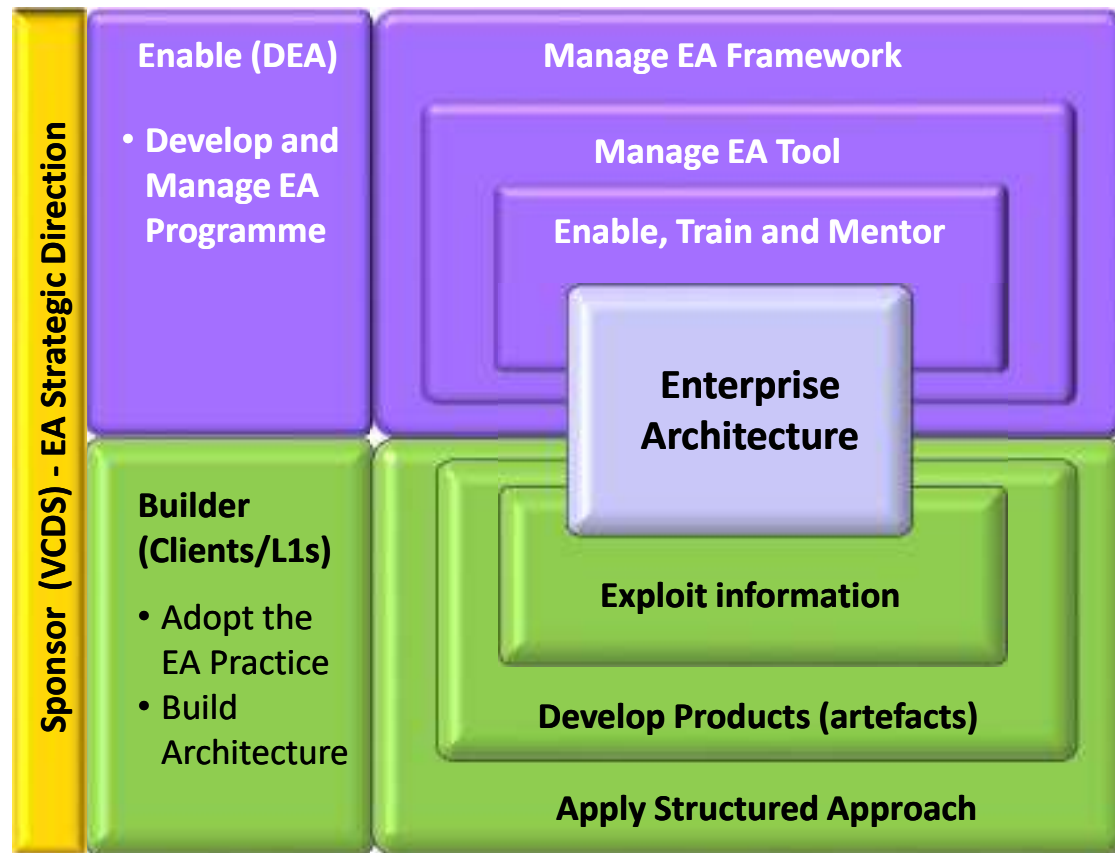 Sponsor (VCDS) - EA Strategic Direction
Enable (DEA)
• Develop and
Manage EA
Programme
Manage EA Framework
Manage EA Tool
Enable, Train and Mentor
Enterprise
Architecture
Builder
(Clients/L1s)
• Adopt the
EA Practice
• Build
Architecture
Exploit information
Develop Products (artefacts)
Apply Structured Approach